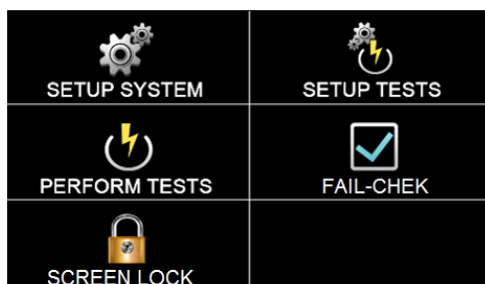 SETUP SYSTEM
SETUP TESTS
PERFORM TESTS
FAIL-CHEK
SCREEN LOCK